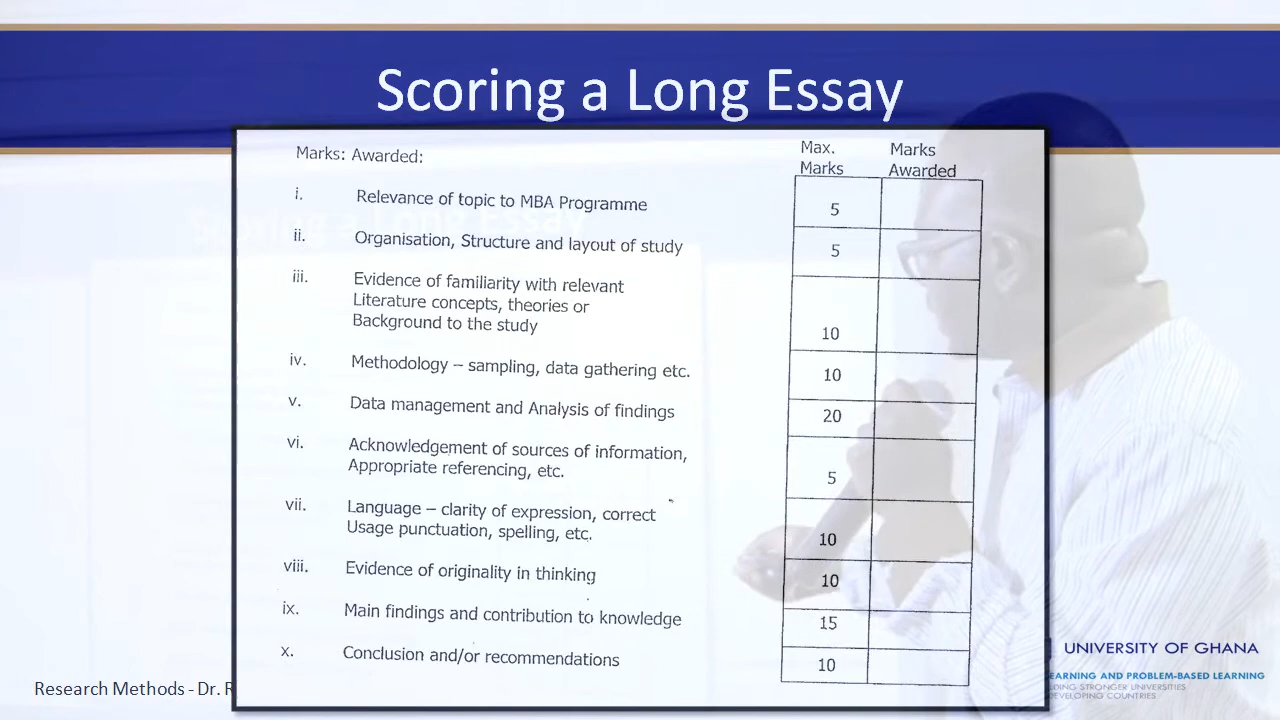 Scoring a Long Essay
Marks: Awarded:
Max.
Marks
Marks
Awarded
i. Relevance of topic to MBA Programme 5
ii. Organisation, Structure and layout of study 5
iii. Evidence of familiarity with relevant
Literature concepts, theories or
Background to the study 10
iv. Methodology – sampling, data gathering etc. 10
v. Data management and Analysis of findings 20
vi. Acknowledgement of sources of information,
Appropriate referencing, etc. 5
vii. Language – clarity of expression, correct
Usage punctuation, spelling, etc. 10
viii. Evidence of originality in thinking 10
ix. Main findings and contribution to knowledge 15
x. Conclusion and/or recommendations 10
Research Methods - Dr.
UNIVERSITY OF GHANA
LEARNING AND PROBLEM-BASED LEARNING
STRONGER UNIVERSITIES
COUNTRIES